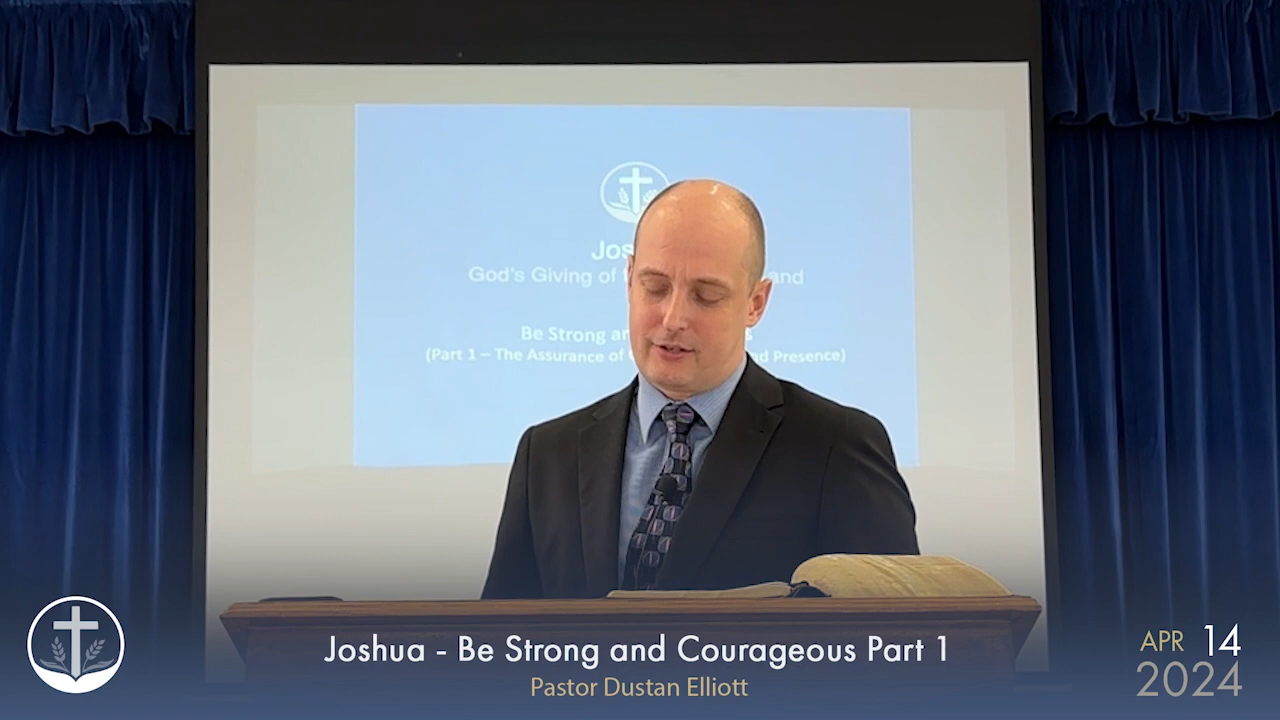 Jos
God's Giving of
and
Be Strong
(Part 1 – The Assurance of
Presence)
Joshua - Be Strong and Courageous Part 1
Pastor Dustan Elliott
APR 14
2024